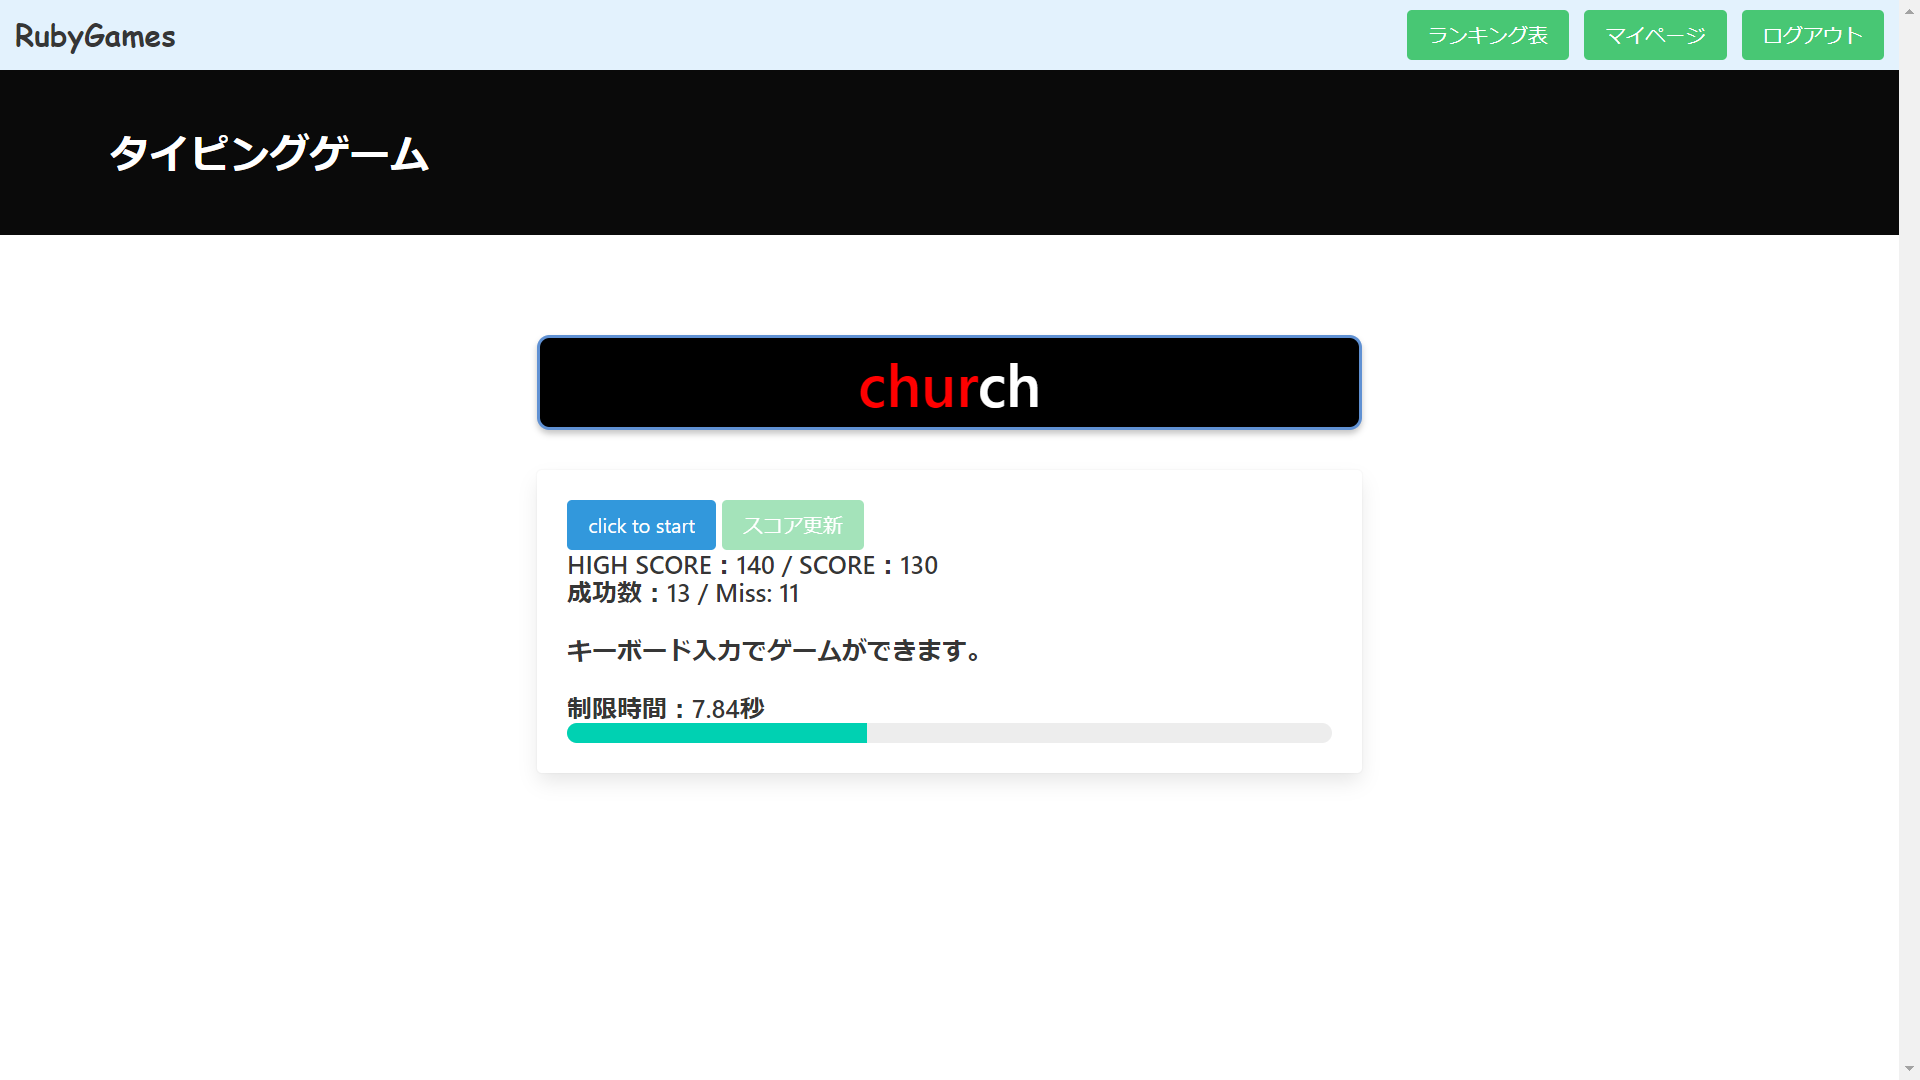 RubyGames
ランキング表
マイページ
ログアウト
タイピングゲーム
church
click to start
スコア更新
HIGH SCORE：140 / SCORE：130
成功数：13 / Miss: 11
キーボード入力でゲームができます。
制限時間：7.84秒